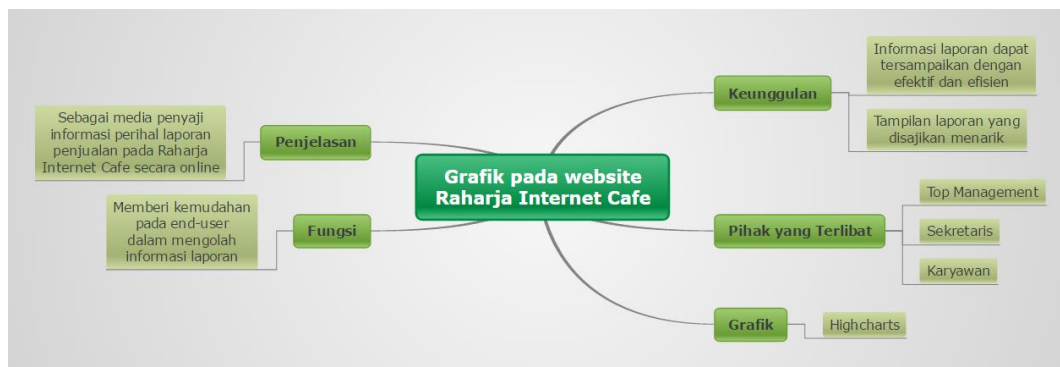 Grafik pada website
Raharja Internet Cafe
Penjelasan
Sebagai media penyaji
informasi perihal laporan
penjualan pada Raharja
Internet Cafe secara online
Fungsi
Memberi kemudahan
pada end-user
dalam mengolah
informasi laporan
Keunggulan
Informasi laporan dapat
tersampaikan dengan
efektif dan efisien
Tampilan laporan yang
disajikan menarik
Pihak yang Terlibat
Top Management
Sekretaris
Karyawan
Grafik
Highcharts